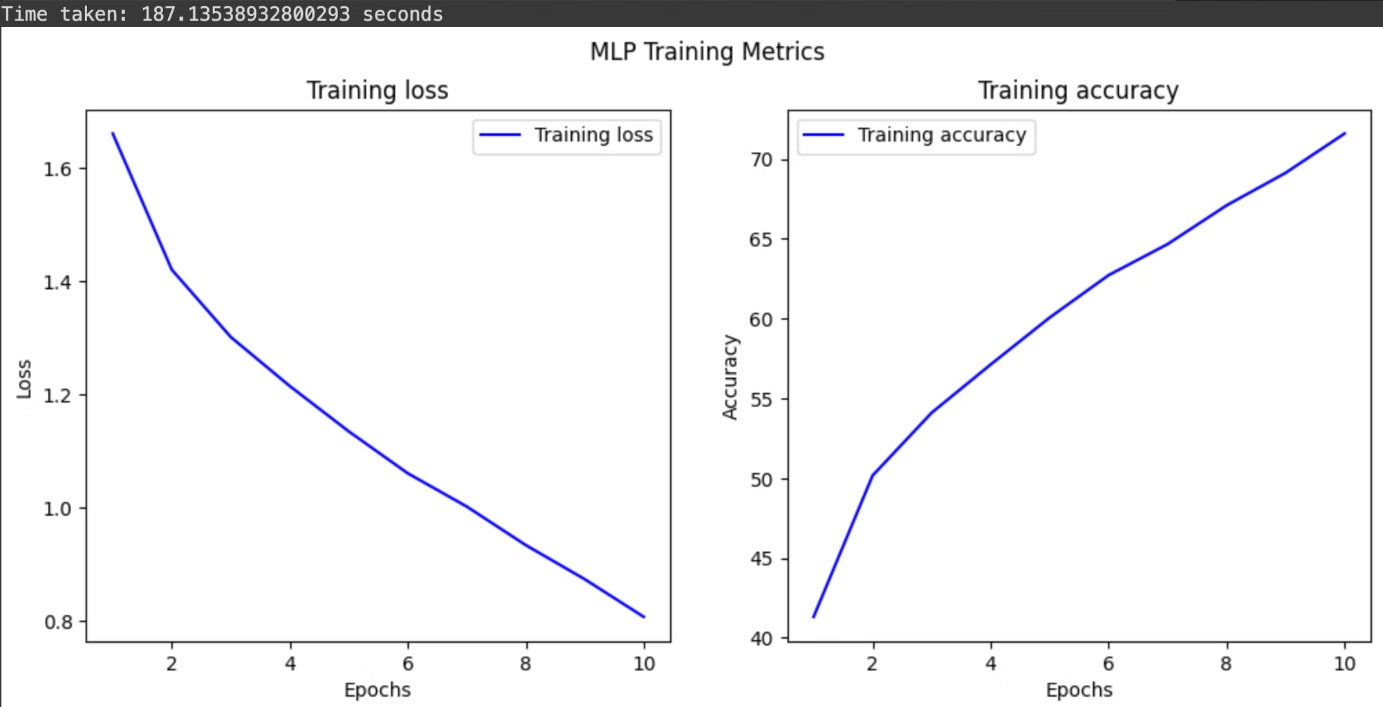 Time taken: 187.13538932800293 seconds
MLP Training Metrics
Training loss
Training loss
Loss
1.6
1.4
1.2
1.0
0.8
2 4 6 8 10
Epochs
Training accuracy
Training accuracy
Accuracy
70
65
60
55
50
45
40
2 4 6 8 10
Epochs